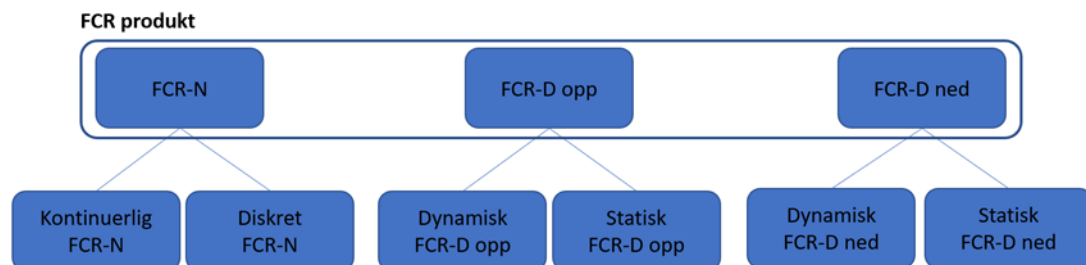 FCR produkt
FCR-N
FCR-D opp
FCR-D ned
Kontinuerlig
FCR-N
Diskret
FCR-N
Dynamisk
FCR-D opp
Statisk
FCR-D opp
Dynamisk
FCR-D ned
Statisk
FCR-D ned